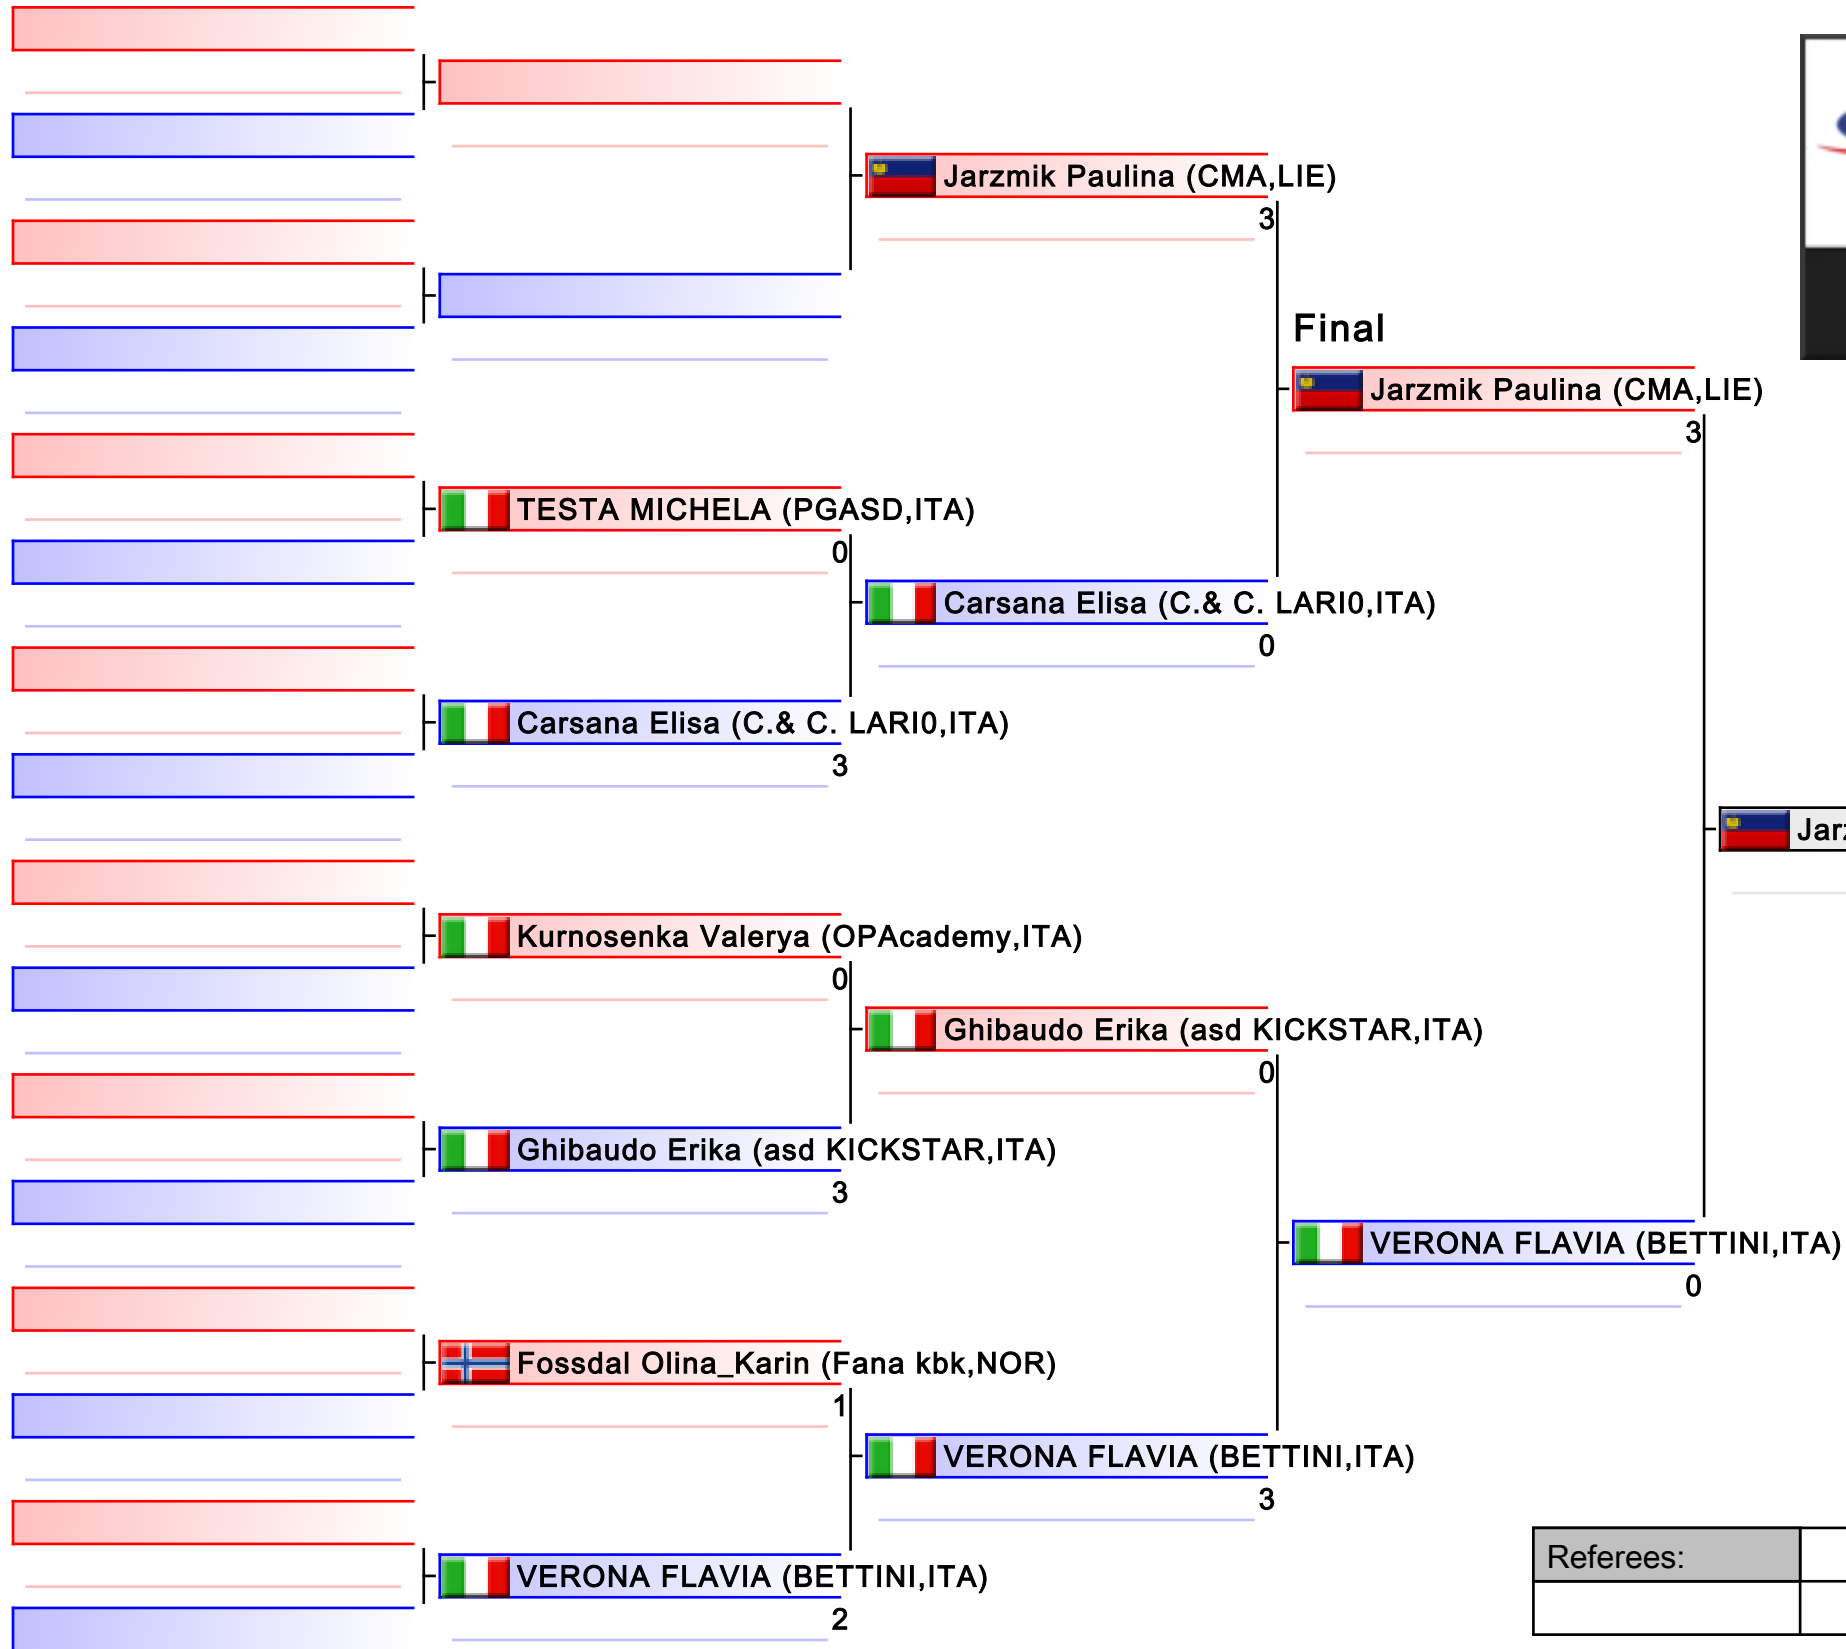 Jarzmik Paulina (CMA,LIE)
3
Final
Jarzmik Paulina (CMA,LIE)
3
TESTA MICHELA (PGASD,ITA)
0
Carsana Elisa (C.& C. LARI0,ITA)
0
Carsana Elisa (C.& C. LARI0,ITA)
3
Kurnosenka Valerya (OPAcademy,ITA)
0
Ghibaudo Erika (asd KICKSTAR,ITA)
0
Ghibaudo Erika (asd KICKSTAR,ITA)
3
VERONA FLAVIA (BETTINI,ITA)
0
Fossdal Olina_Karin (Fana kbk,NOR)
1
VERONA FLAVIA (BETTINI,ITA)
3
VERONA FLAVIA (BETTINI,ITA)
2
Referees: